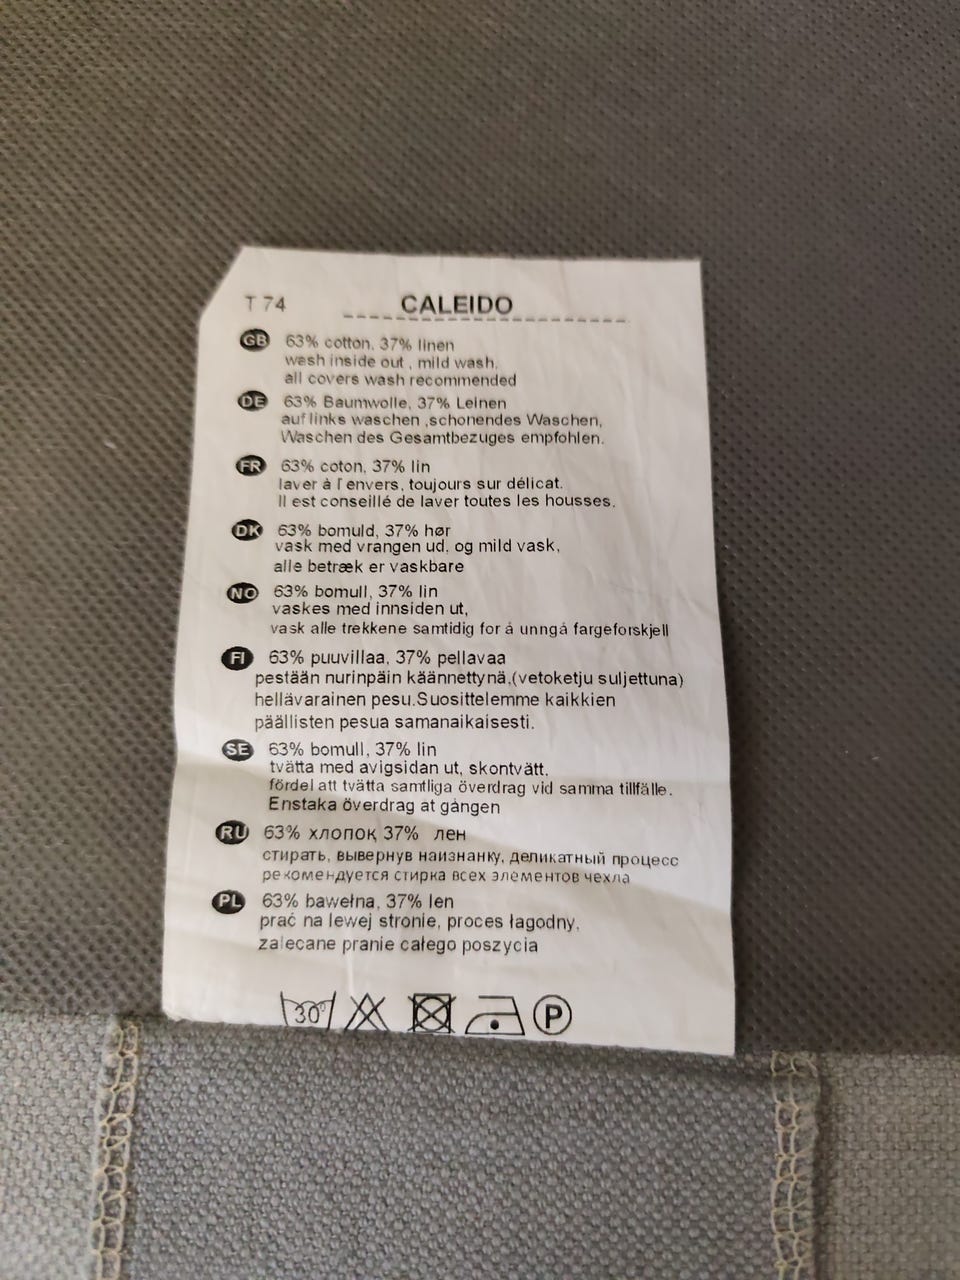 T 74 CALEIDO
GB 63% cotton, 37% linen
wash inside out , mild wash,
all covers wash recommended
DE 63% Baumwolle, 37% Leinen
auf links waschen ,schonendes Waschen,
Waschen des Gesamtbezuges empfohlen.
FR 63% coton, 37% lin
laver à l'envers, toujours sur délicat.
Il est conseillé de laver toutes les housses.
DK 63% bomuld, 37% hør
vask med vrangen ud, og mild vask,
alle betræk er vaskbare
NO 63% bomull, 37% lin
vaskes med innsiden ut,
vask alle trekkene samtidig for å unngå fargeforskjell
FI 63% puuvillaa, 37% pellavaa
pestään nurinpäin käännettynä,(vetoketju suljettuna)
hellävarainen pesu.Suosittelemme kaikkien
päällisten pesua samanaikaisesti.
SE 63% bomull, 37% lin
tvätta med avigsidan ut, skontvätt,
fördel att tvätta samtliga överdrag vid samma tillfälle.
Enstaka överdrag at gången
RU 63% хлопок, 37% лен
стирать, вывернув наизнанку, деликатный процесс
рекомендуется стирка всех элементов чехла
PL 63% bawełna, 37% len
prać na lewej stronie, proces łagodny,
zalecane pranie całego poszycia
30° P